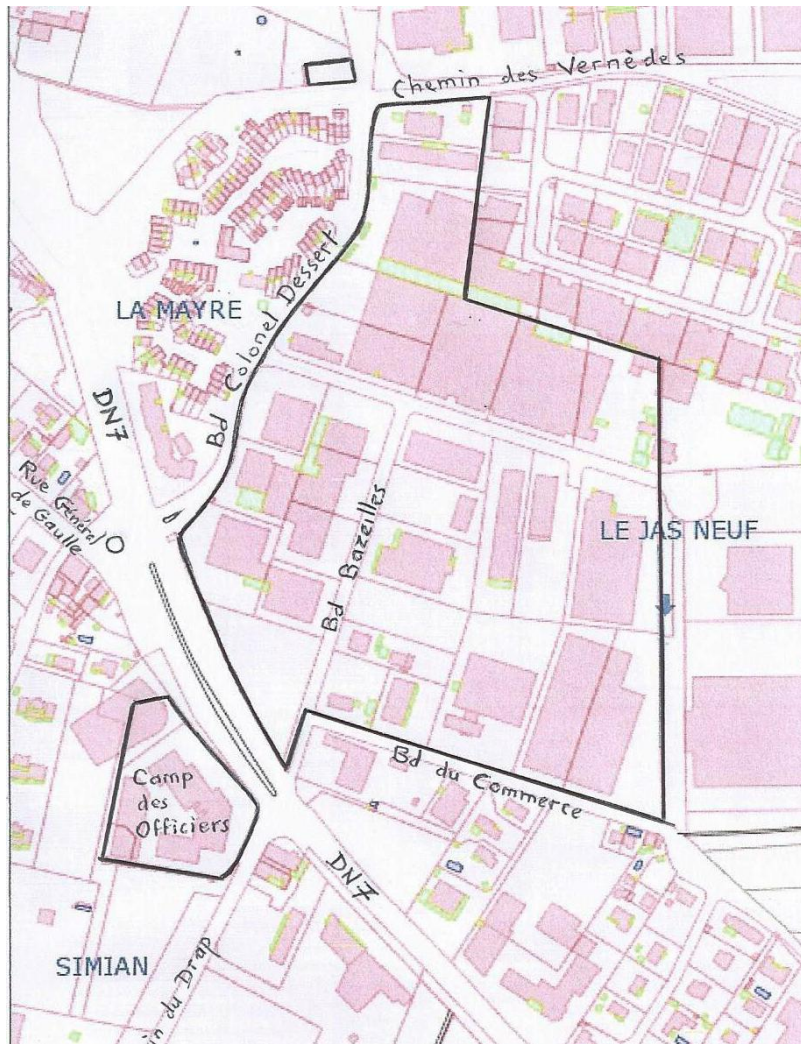 Chemin des Vernèdes
LA MAYRE
Bd Colonel Dessert
DN7
Rue Général
de Gaulle
LE JAS NEUF
Bd Bazeilles
Bd du Commerce
Camp
des
Officiers
DN7
SIMIAN
in du Drap